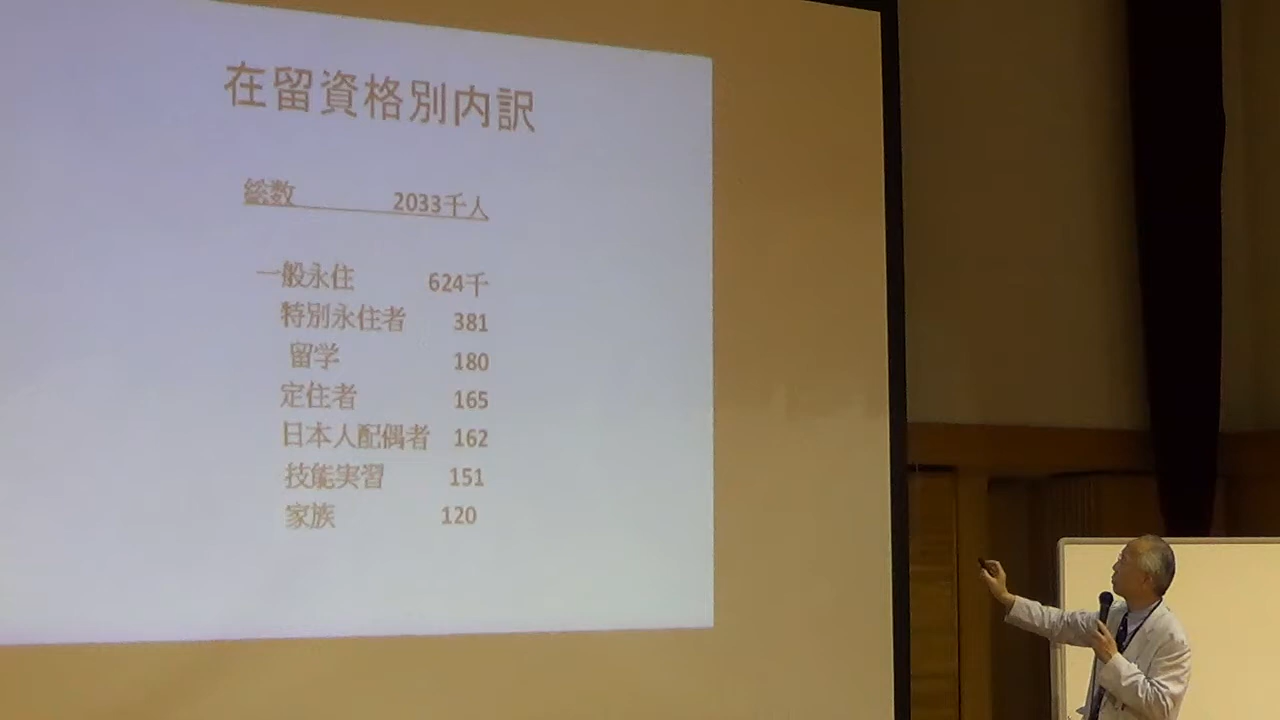 在留資格別内訳
総数 2033千人
一般永住 624千
特別永住者 381
留学 180
定住者 165
日本人配偶者 162
技能実習 151
家族 120